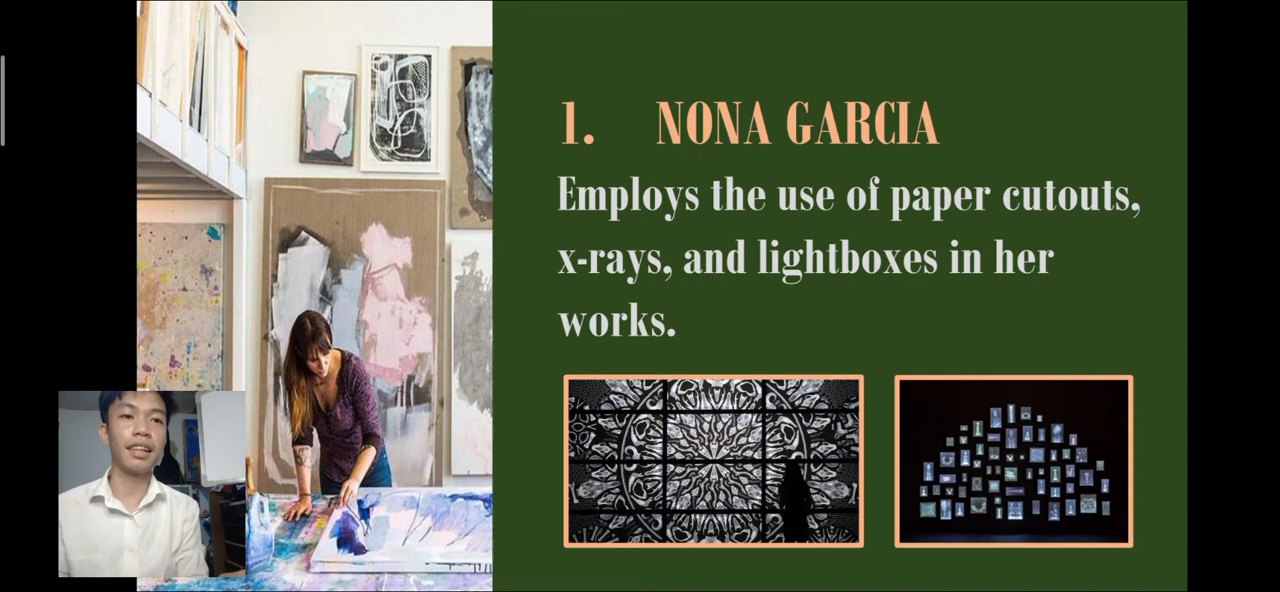 1. NONA GARCIA
Employs the use of paper cutouts,
x-rays, and lightboxes in her
works.